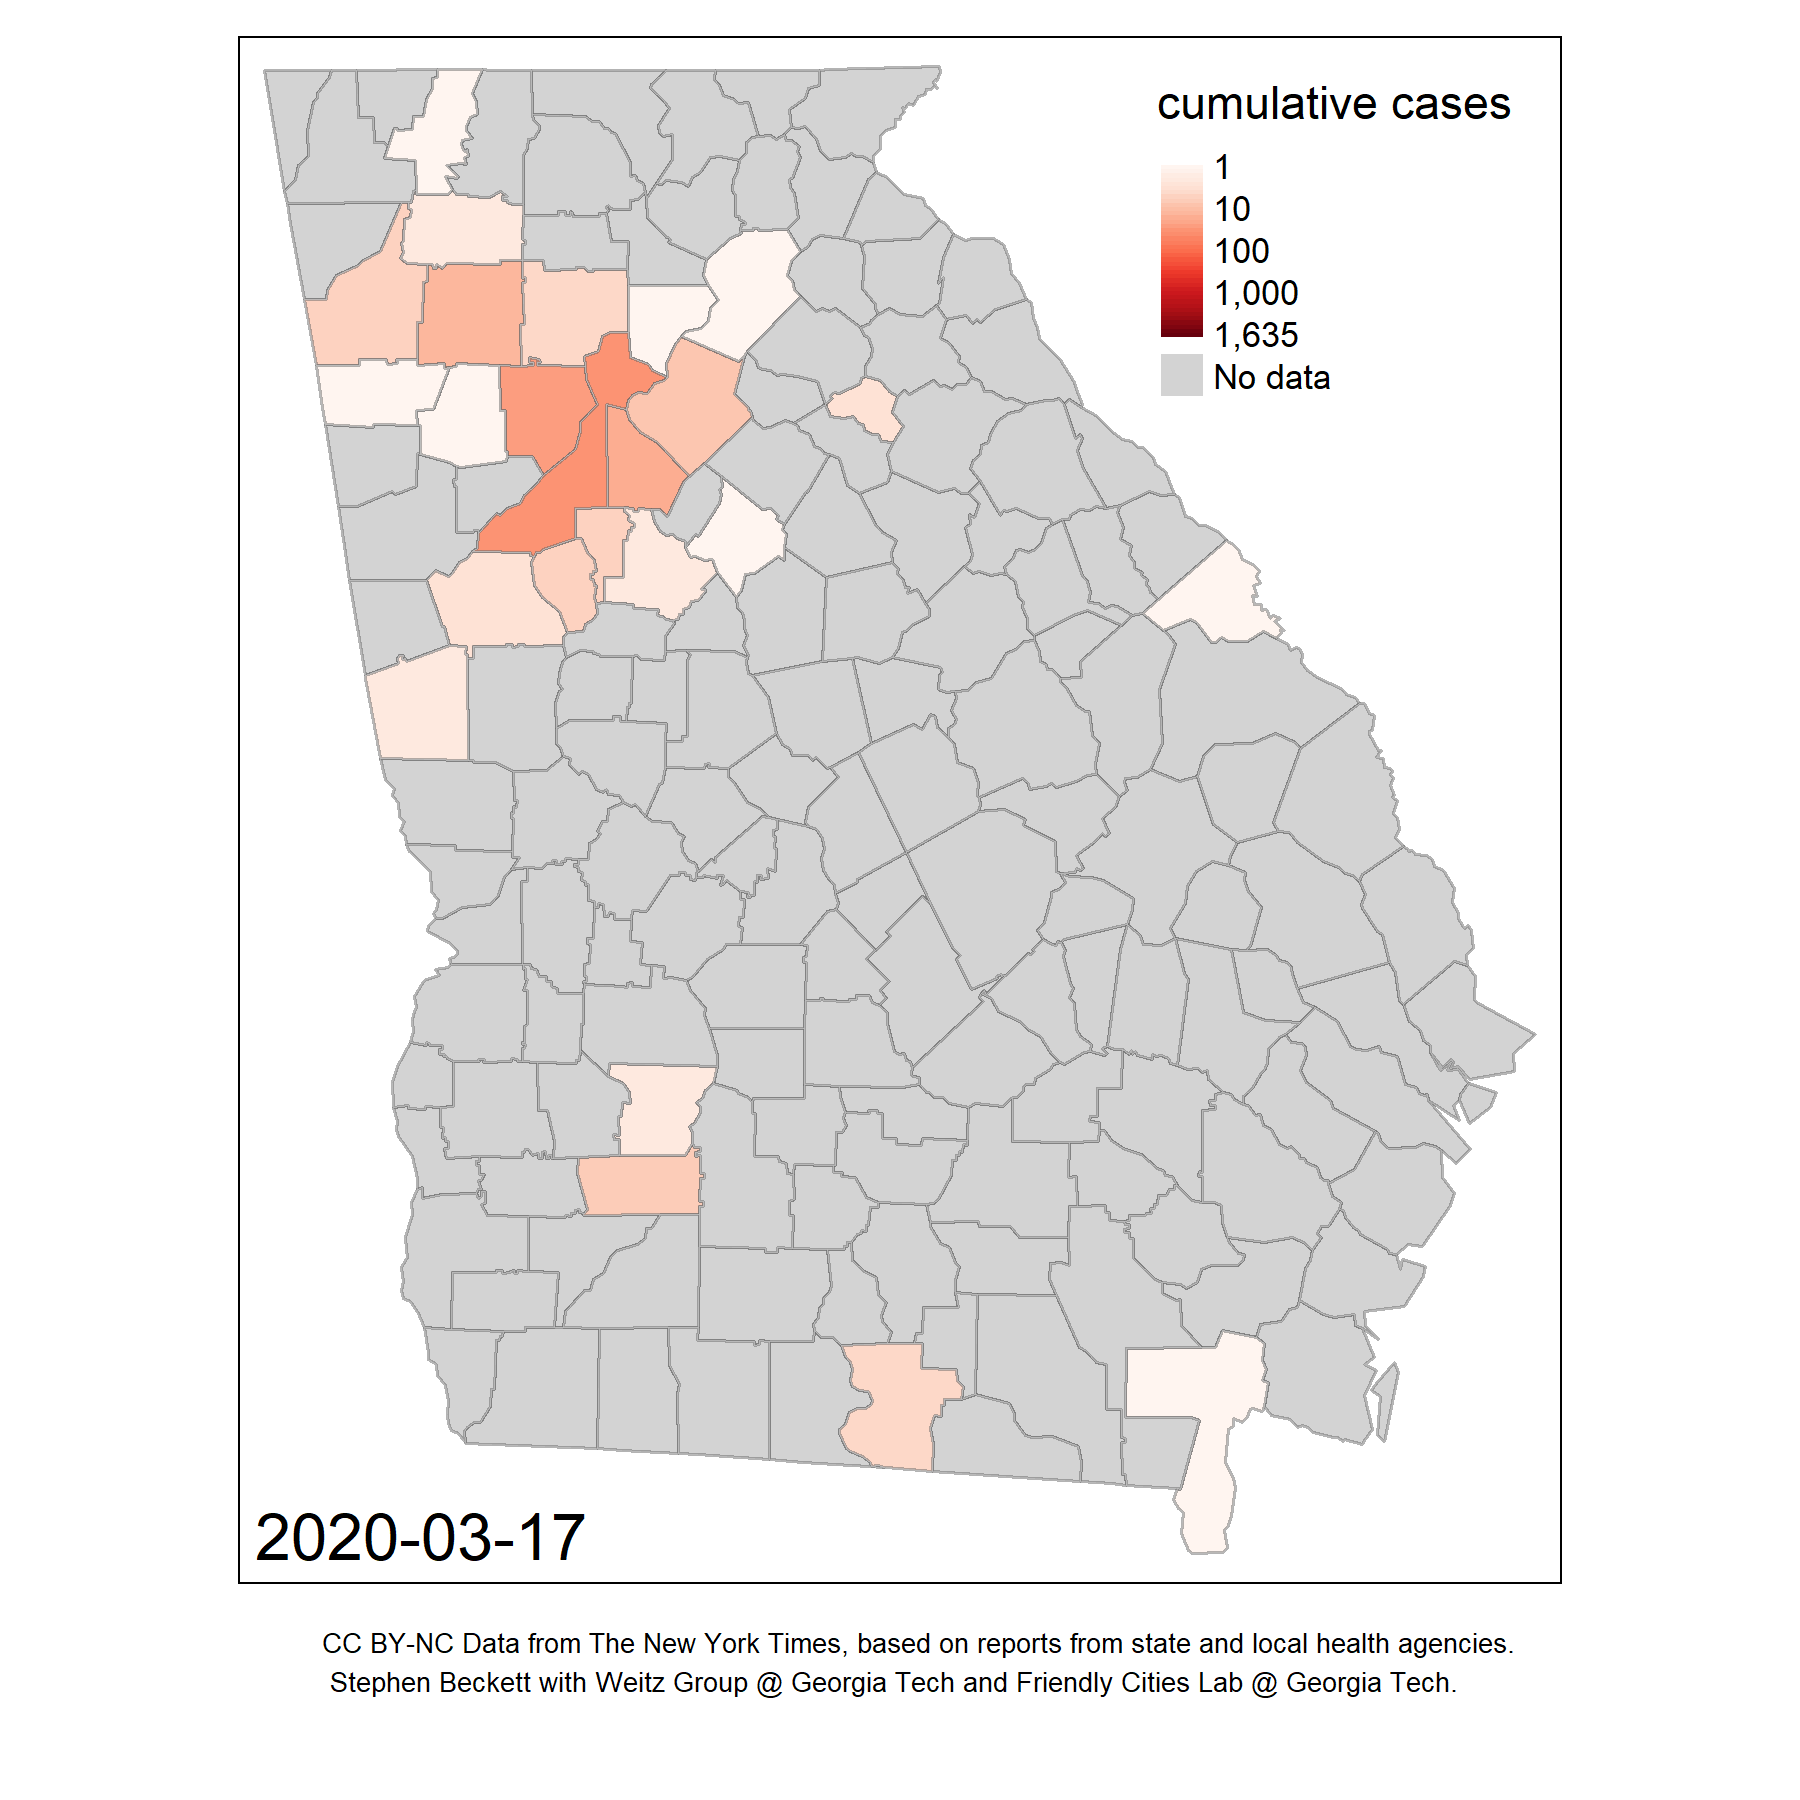 cumulative cases
1
10
100
1,000
1,635
No data
2020-03-17
CC BY-NC Data from The New York Times, based on reports from state and local health agencies.
Stephen Beckett with Weitz Group @ Georgia Tech and Friendly Cities Lab @ Georgia Tech.